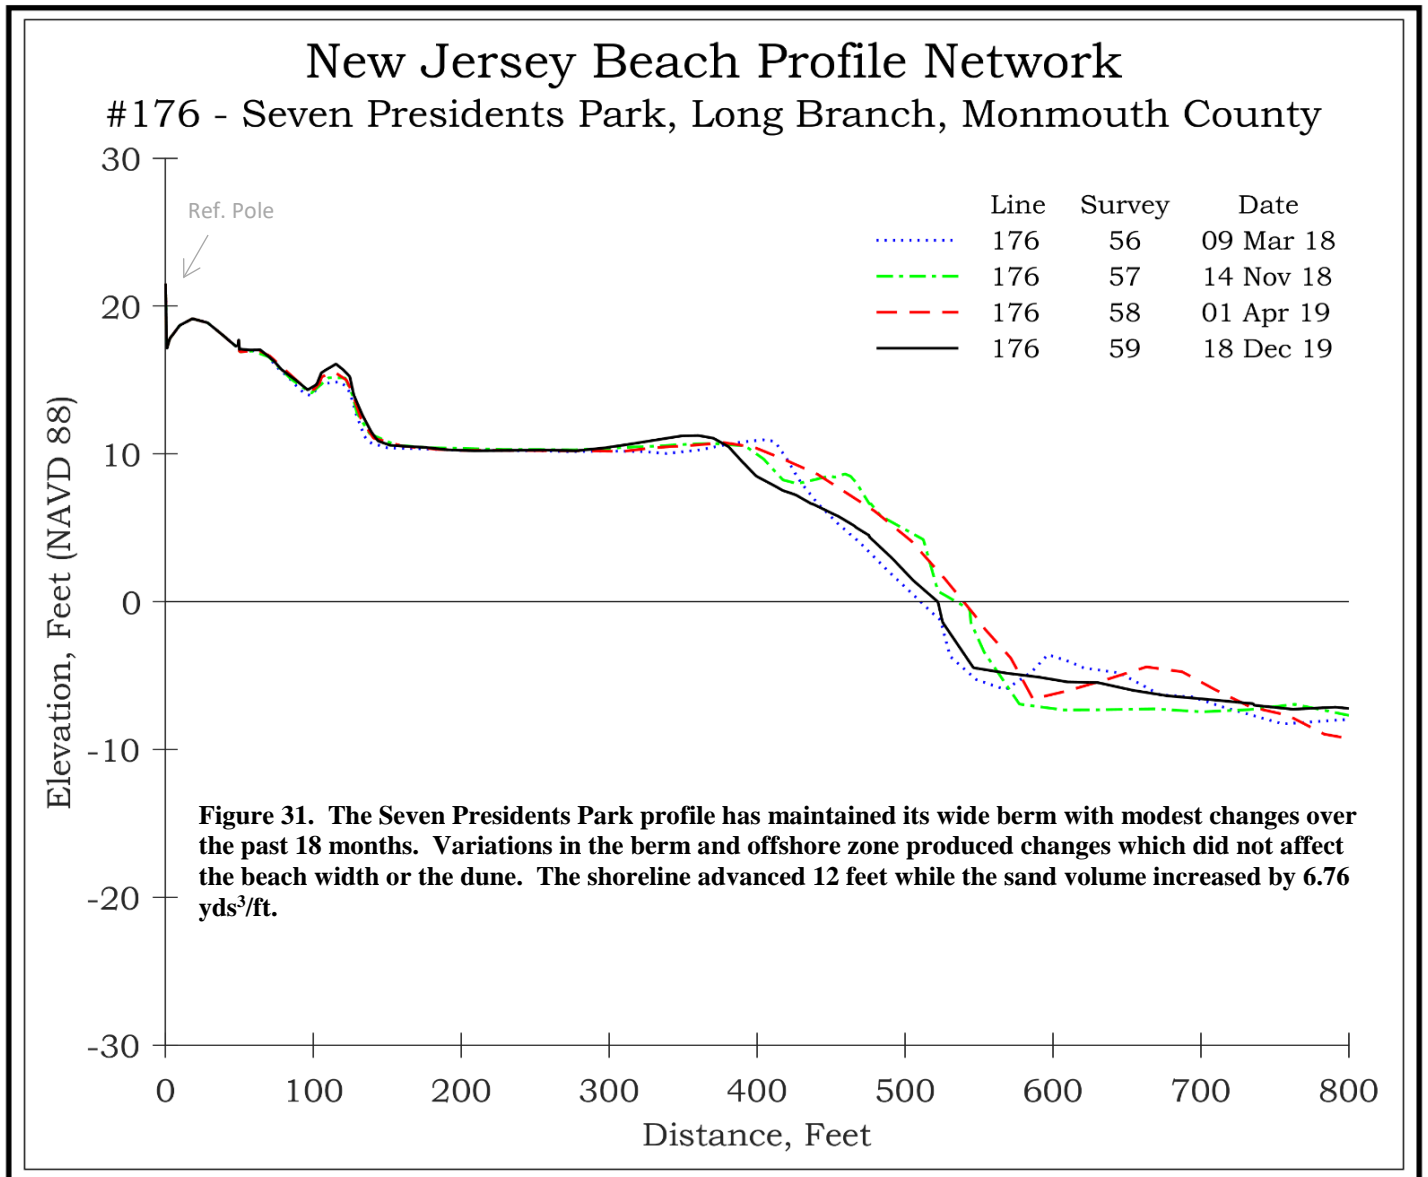 New Jersey Beach Profile Network
#176 - Seven Presidents Park, Long Branch, Monmouth County
30
20
10
0
-10
-20
-30
Elevation, Feet (NAVD 88)
Ref. Pole
Line Survey Date
176 56 09 Mar 18
176 57 14 Nov 18
176 58 01 Apr 19
176 59 18 Dec 19
Figure 31. The Seven Presidents Park profile has maintained its wide berm with modest changes over
the past 18 months. Variations in the berm and offshore zone produced changes which did not affect
the beach width or the dune. The shoreline advanced 12 feet while the sand volume increased by 6.76
yds³/ft.
0 100 200 300 400 500 600 700 800
Distance, Feet